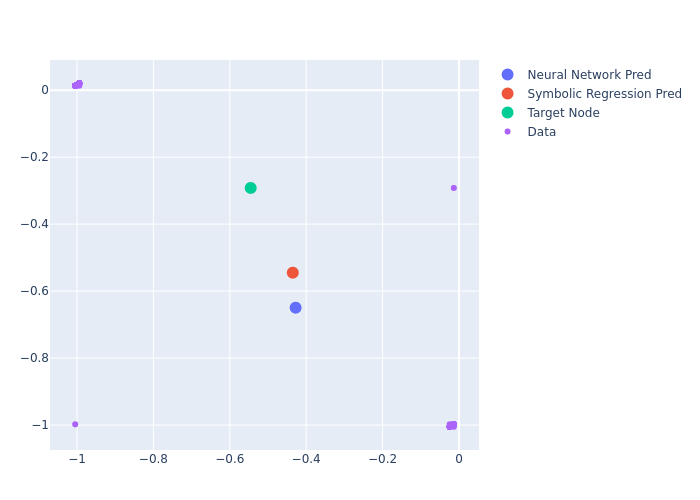 Neural Network Pred
Symbolic Regression Pred
Target Node
Data
0
−0.2
−0.4
−0.6
−0.8
−1
−1 −0.8 −0.6 −0.4 −0.2 0